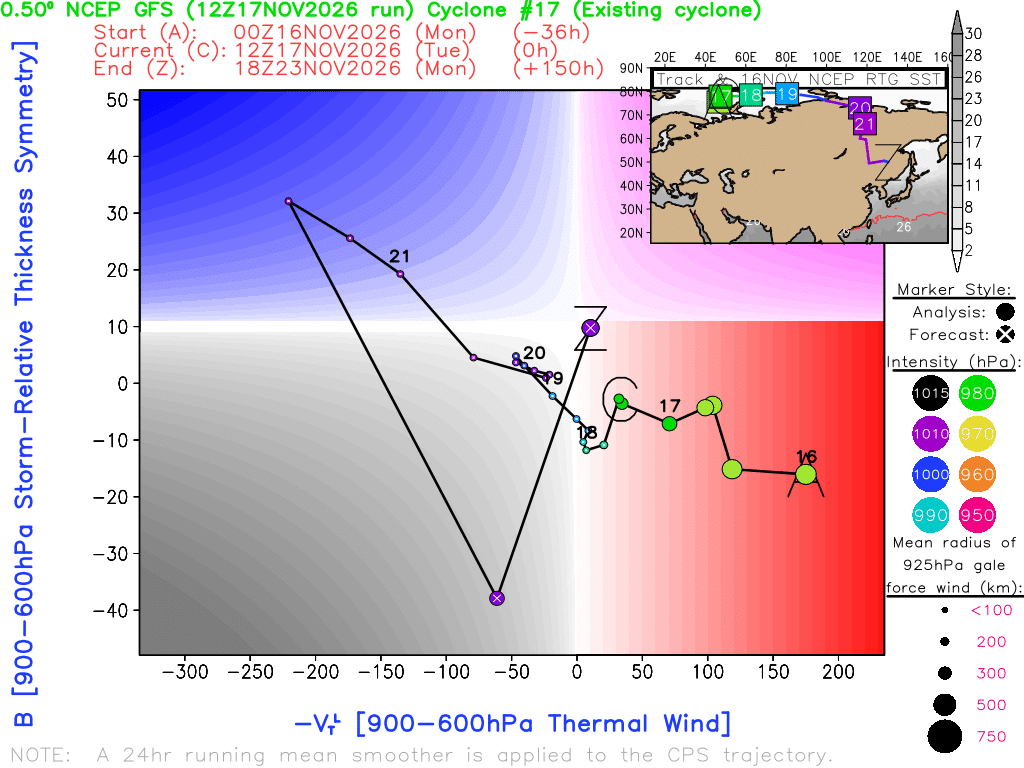 0.50° NCEP GFS (12Z17NOV2026 run) Cyclone #17 (Existing cyclone)
Start (A): 00Z16NOV2026 (Mon) (−36h)
Current (C): 12Z17NOV2026 (Tue) (0h)
End (Z): 18Z23NOV2026 (Mon) (+150h)
B [900−600hPa Storm−Relative Thickness Symmetry]
50
40
30
20
10
0
−10
−20
−30
−40
−300 −250 −200 −150 −100 −50 0 50 100 150 200
−VTL [900−600hPa Thermal Wind]
NOTE: A 24hr running mean smoother is applied to the CPS trajectory.
A
16
17
C
18
19
20
21
Z
20E 40E 60E 80E 100E 120E 140E 160E
90N
80N
70N
60N
50N
40N
30N
20N
Track & 16NOV NCEP RTG SST
17 18 19 20
21
Z
26
30
28
26
23
20
17
14
11
8
5
2
Marker Style:
Analysis:
Forecast:
Intensity (hPa):
1015 980
1010 970
1000 960
990 950
Mean radius of
925hPa gale
force wind (km):
<100
200
300
500
750